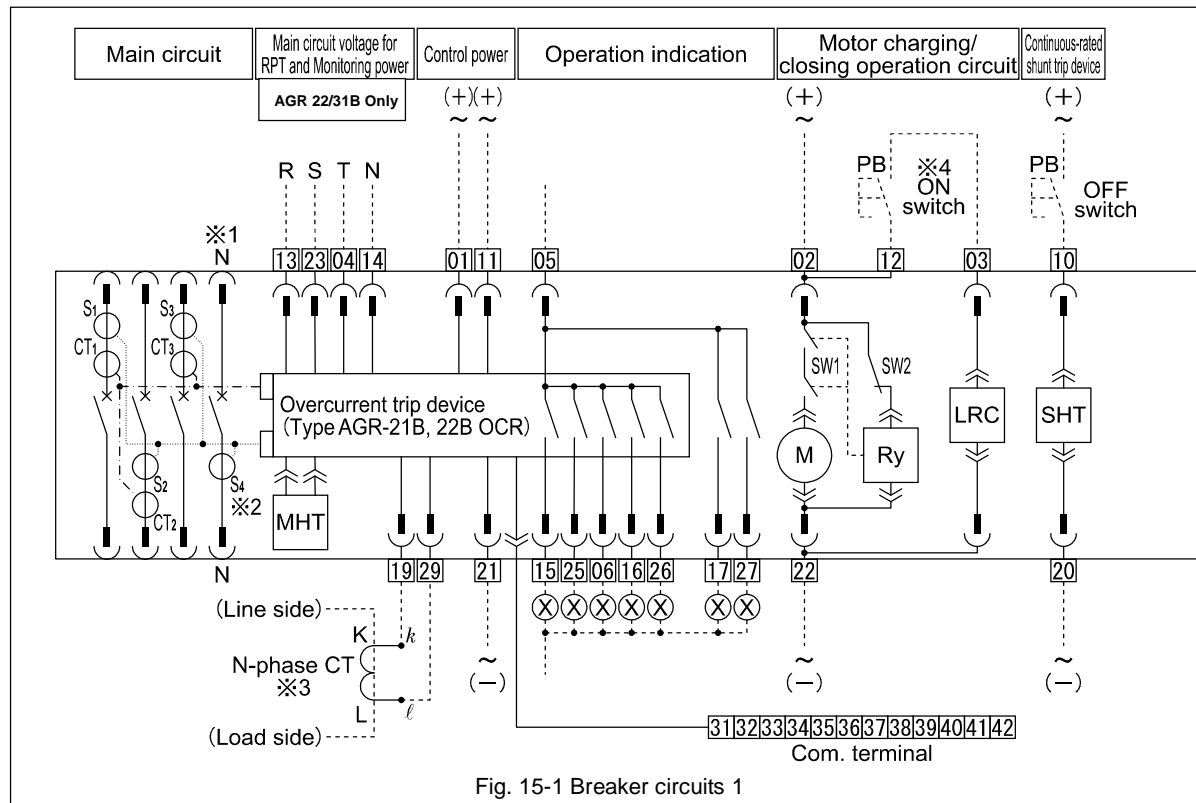 Main circuit
Main circuit voltage for
RPT and Monitoring power
AGR 22/31B Only
Control power
Operation indication
Motor charging/
closing operation circuit
Continuous-rated
shunt trip device
(+) (+) (+) (+)
~ ~ ~ ~
R S T N
PB ※4
ON
switch
PB OFF
switch
※1
N
13 23 04 14 01 11 05 02 12 03 10
S1 S3
CT1 CT3
SW1 SW2
Overcurrent trip device
(Type AGR-21B, 22B OCR)
LRC SHT
M Ry
S2 S4
CT2 ※2
MHT
N
19 29 21 15 25 06 16 26 17 27 22 20
X X X X X X X
(Line side)
K k
N-phase CT
※3
L ℓ
(Load side)
~ ~ ~
(−) (−) (−)
31 32 33 34 35 36 37 38 39 40 41 42
Com. terminal
Fig. 15-1 Breaker circuits 1